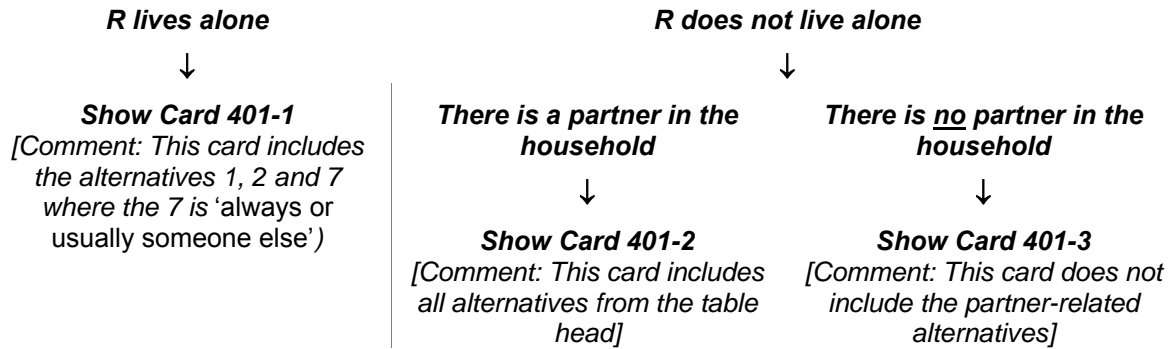 R lives alone
R does not live alone
↓
↓
Show Card 401-1
[Comment: This card includes
the alternatives 1, 2 and 7
where the 7 is ‘always or
usually someone else’)
There is a partner in the
household
↓
Show Card 401-2
[Comment: This card includes
all alternatives from the table
head]
There is no partner in the
household
↓
Show Card 401-3
[Comment: This card does not
include the partner-related
alternatives]